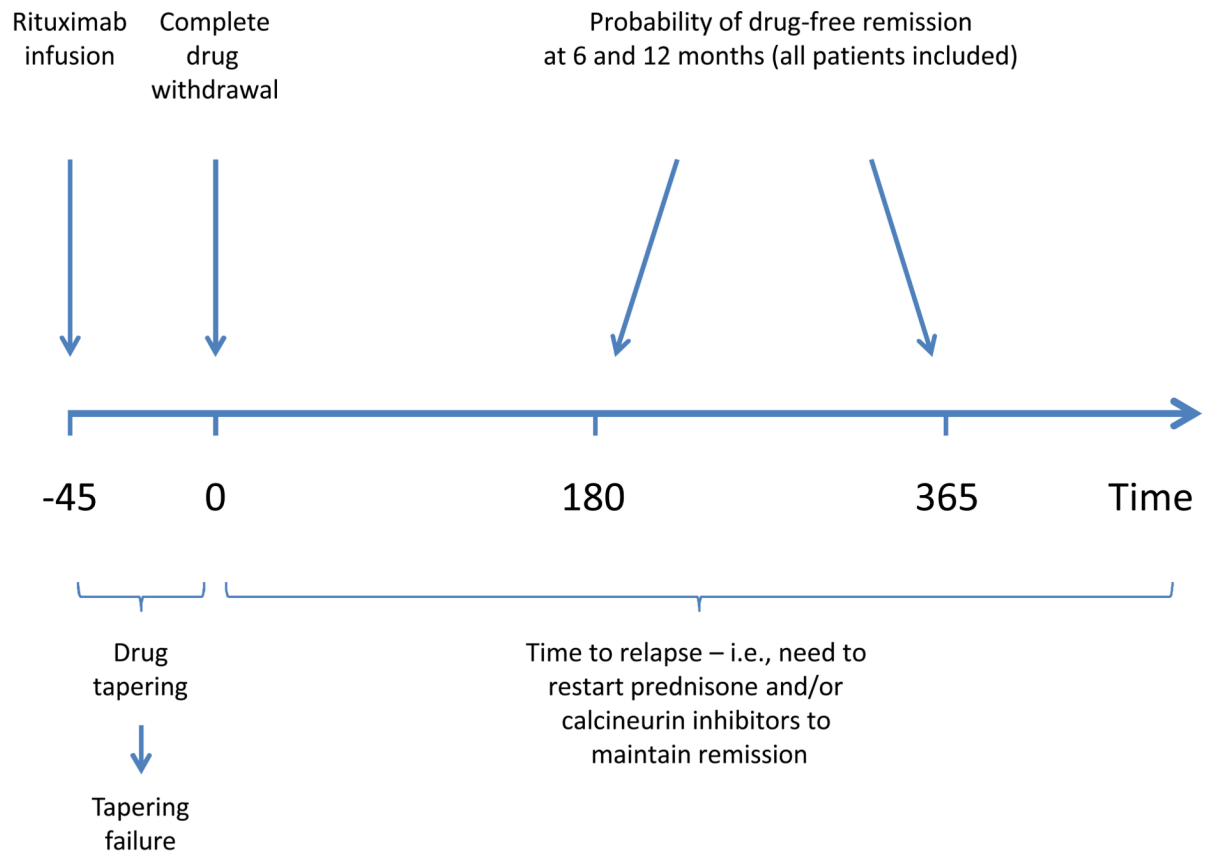 Rituximab
infusion
Complete
drug
withdrawal
Probability of drug-free remission
at 6 and 12 months (all patients included)
-45
0
180
365
Time
Drug
tapering
Time to relapse – i.e., need to
restart prednisone and/or
calcineurin inhibitors to
maintain remission
Tapering
failure